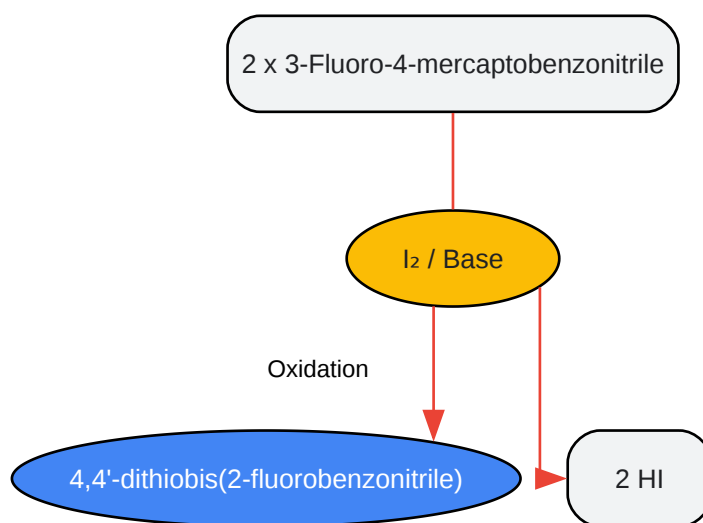 2 x 3-Fluoro-4-mercaptobenzonitrile
I₂ / Base
Oxidation
4,4'-dithiobis(2-fluorobenzonitrile)
2 HI